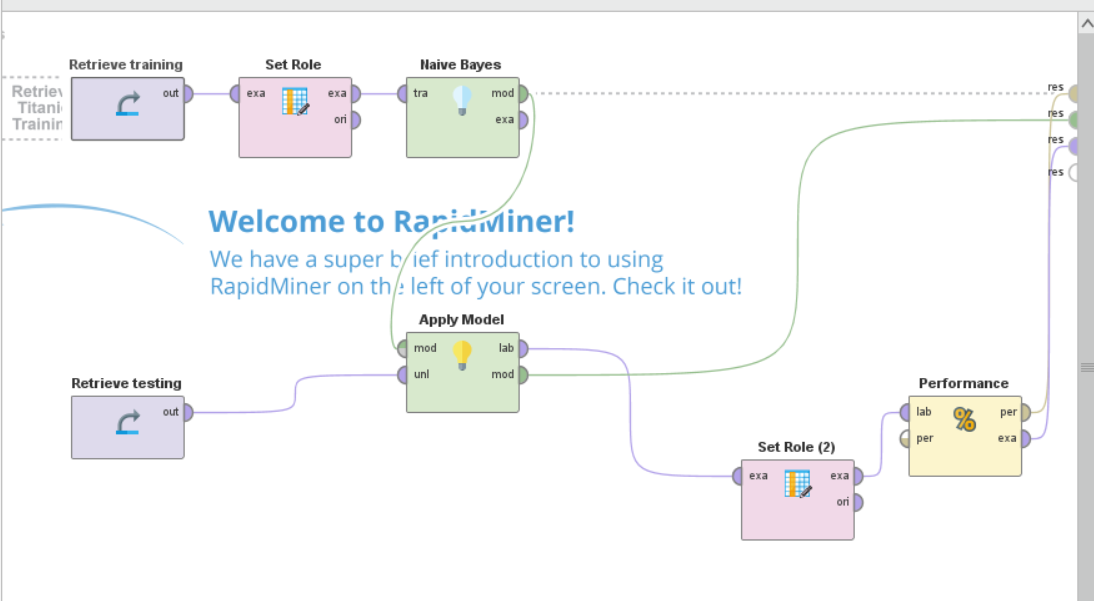 Retrieve training
Set Role
Naive Bayes
out
exa
exa
ori
tra
mod
exa
res
res
res
res
Welcome to RapidMiner!
We have a super brief introduction to using
RapidMiner on the left of your screen. Check it out!
Apply Model
mod
lab
unl
mod
Retrieve testing
out
Performance
lab
per
per
exa
Set Role (2)
exa
exa
ori